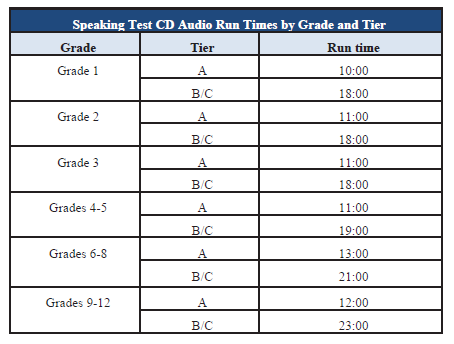 Speaking Test CD Audio Run Times by Grade and Tier
Grade Tier Run time
Grade 1 A 10:00
B/C 18:00
Grade 2 A 11:00
B/C 18:00
Grade 3 A 11:00
B/C 18:00
Grades 4-5 A 11:00
B/C 19:00
Grades 6-8 A 13:00
B/C 21:00
Grades 9-12 A 12:00
B/C 23:00